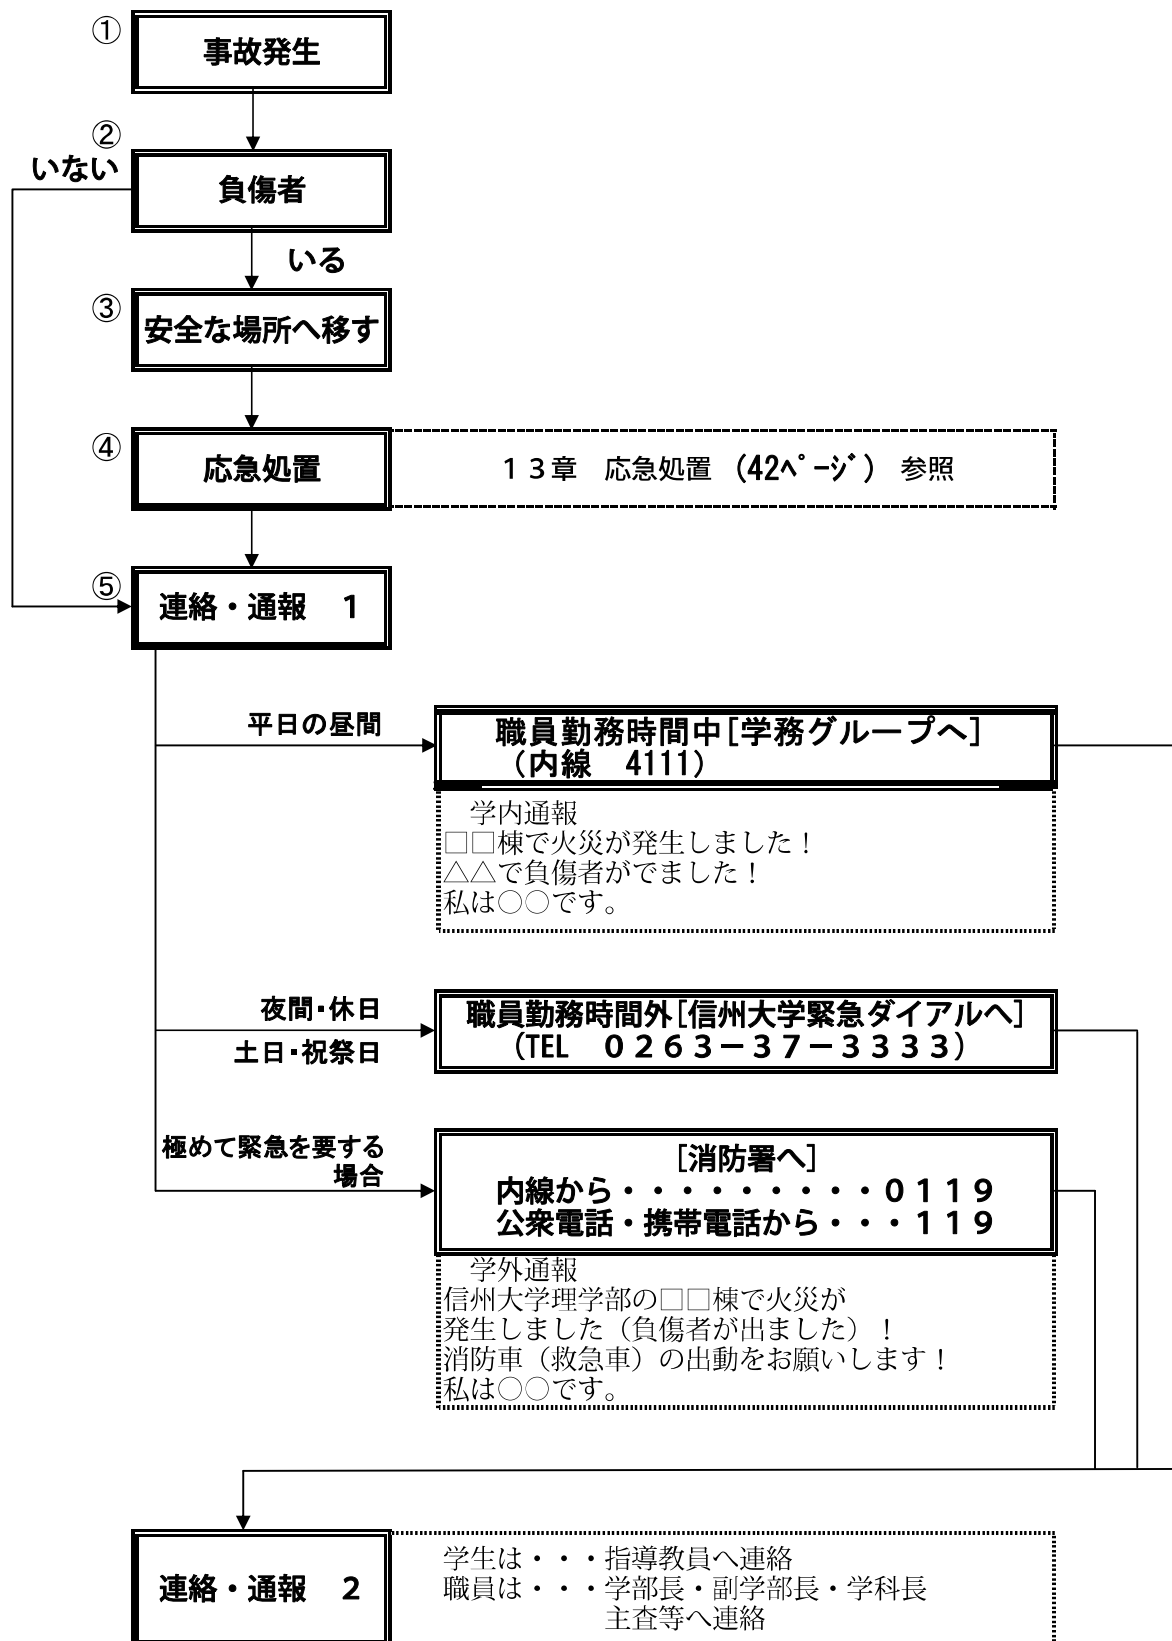 ①
事故発生
②
いない
負傷者
いる
③
安全な場所へ移す
④
応急処置
１３章　応急処置 (42ﾍﾟｰｼﾞ) 参照
⑤
連絡・通報　１
平日の昼間
職員勤務時間中[学務グループへ]
(内線　4111)
学内通報
□□棟で火災が発生しました！
△△で負傷者がでました！
私は○○です。
夜間・休日
土日・祝祭日
職員勤務時間外[信州大学緊急ダイアルへ]
(TEL　０２６３－３７－３３３３)
極めて緊急を要する
場合
[消防署へ]
内線から・・・・・・・・・０１１９
公衆電話・携帯電話から・・・１１９
学外通報
信州大学理学部の□□棟で火災が
発生しました（負傷者が出ました）！
消防車（救急車）の出動をお願いします！
私は○○です。
連絡・通報　２
学生は・・・指導教員へ連絡
職員は・・・学部長・副学部長・学科長
主査等へ連絡